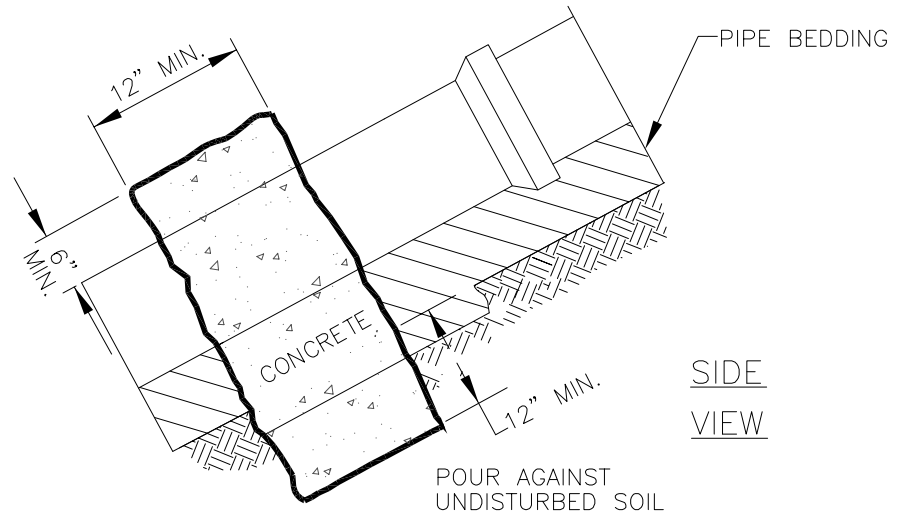 12" MIN.
PIPE BEDDING
6"
MIN.
CONCRETE
12" MIN.
SIDE
VIEW
POUR AGAINST
UNDISTURBED SOIL